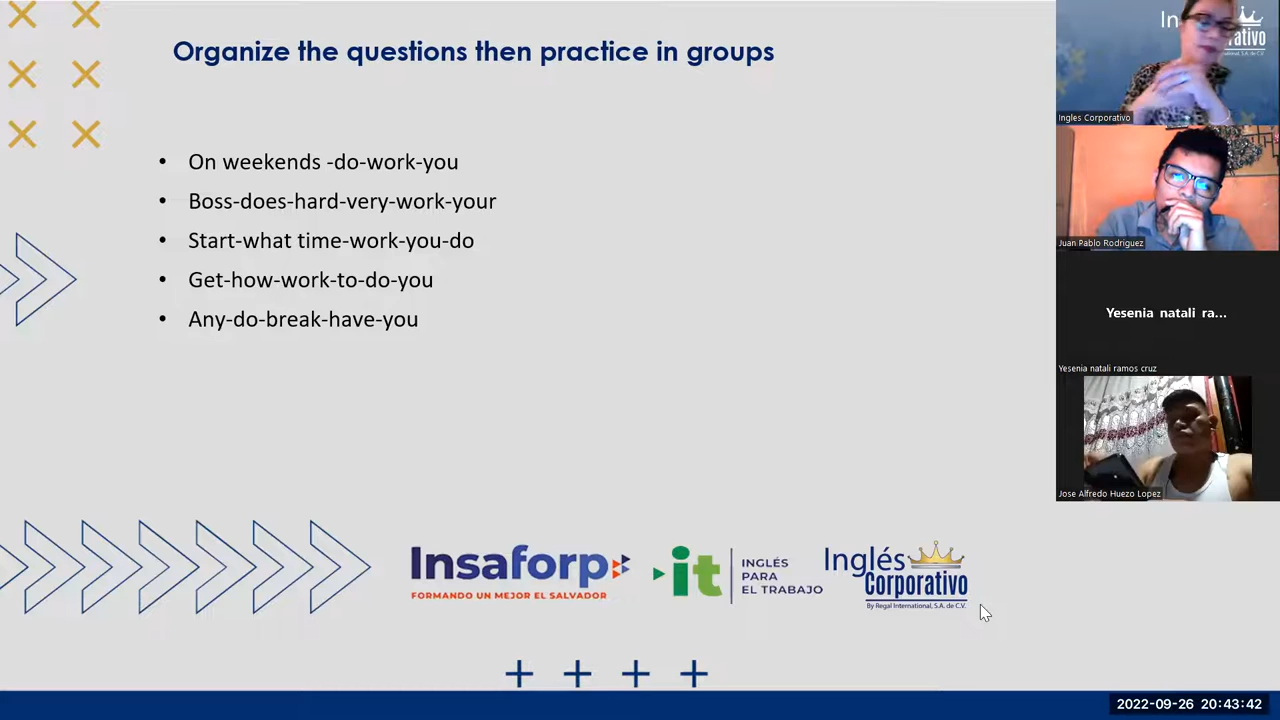 Organize the questions then practice in groups
On weekends -do-work-you
Boss-does-hard-very-work-your
Start-what time-work-you-do
Get-how-work-to-do-you
Any-do-break-have-you
Insaforp
FORMANDO UN MEJOR EL SALVADOR
it
INGLÉS
PARA
EL TRABAJO
Inglés
Corporativo
By Regal International, S.A. de C.V.
In
Ingles Corporativo
Juan Pablo Rodriguez
Yesenia natali ra...
Yesenia natali ramos cruz
Jose Alfredo Huezo Lopez
2022-09-26 20:43:42